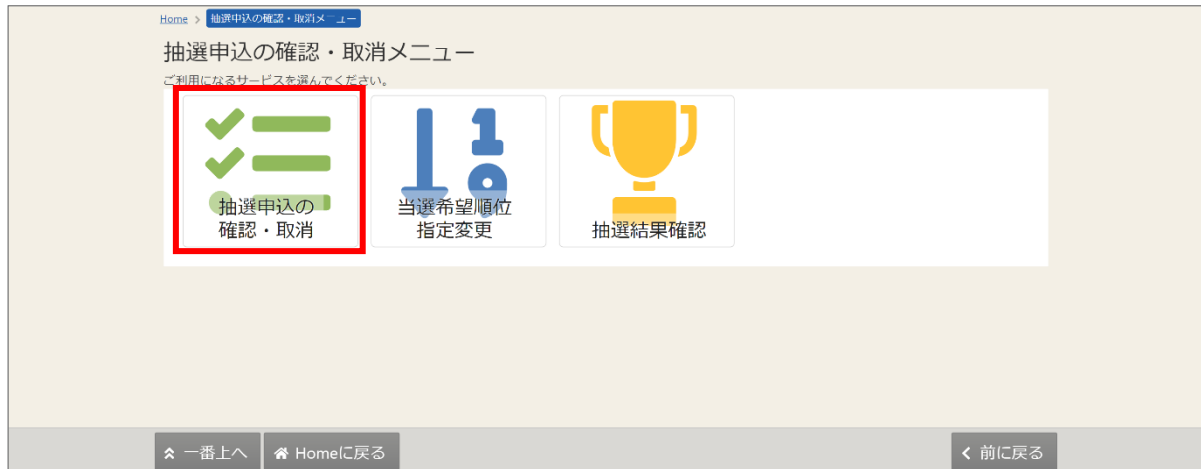 Home > 抽選申込の確認・取消メニュー
抽選申込の確認・取消メニュー
ご利用になるサービスを選んでください。
抽選申込の
確認・取消
当選希望順位
指定変更
抽選結果確認
一番上へ
Homeに戻る
前に戻る